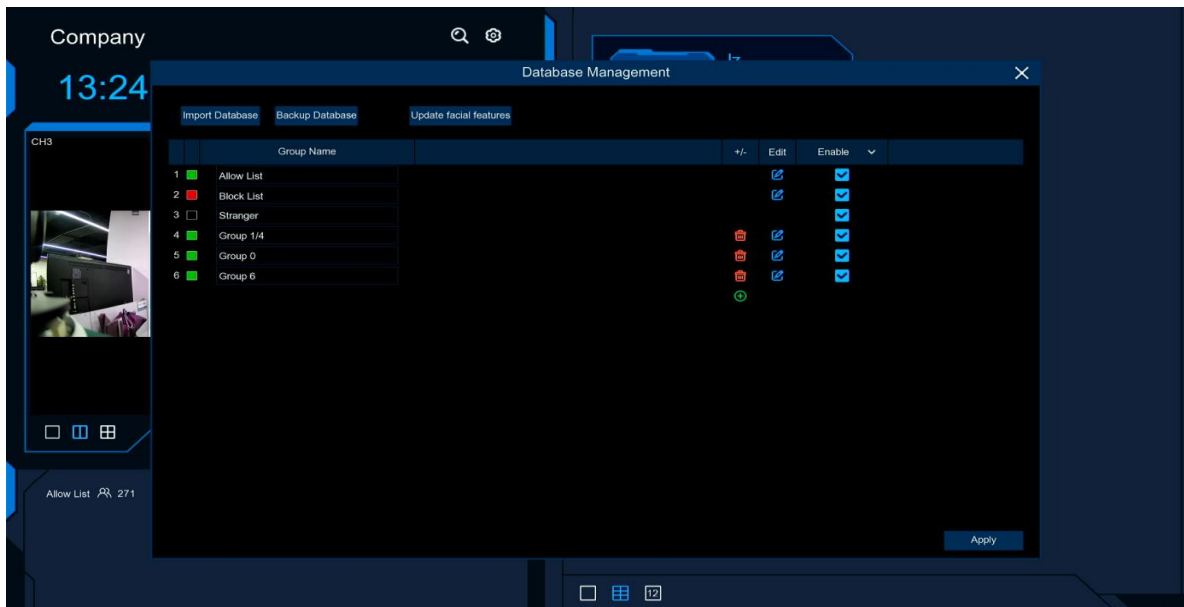 Company
13:24
Database Management
Import Database Backup Database Update facial features
CH3
Group Name +/- Edit Enable
1 Allow List
2 Block List
3 Stranger
4 Group 1/4
5 Group 0
6 Group 6
Allow List 271
Apply
12